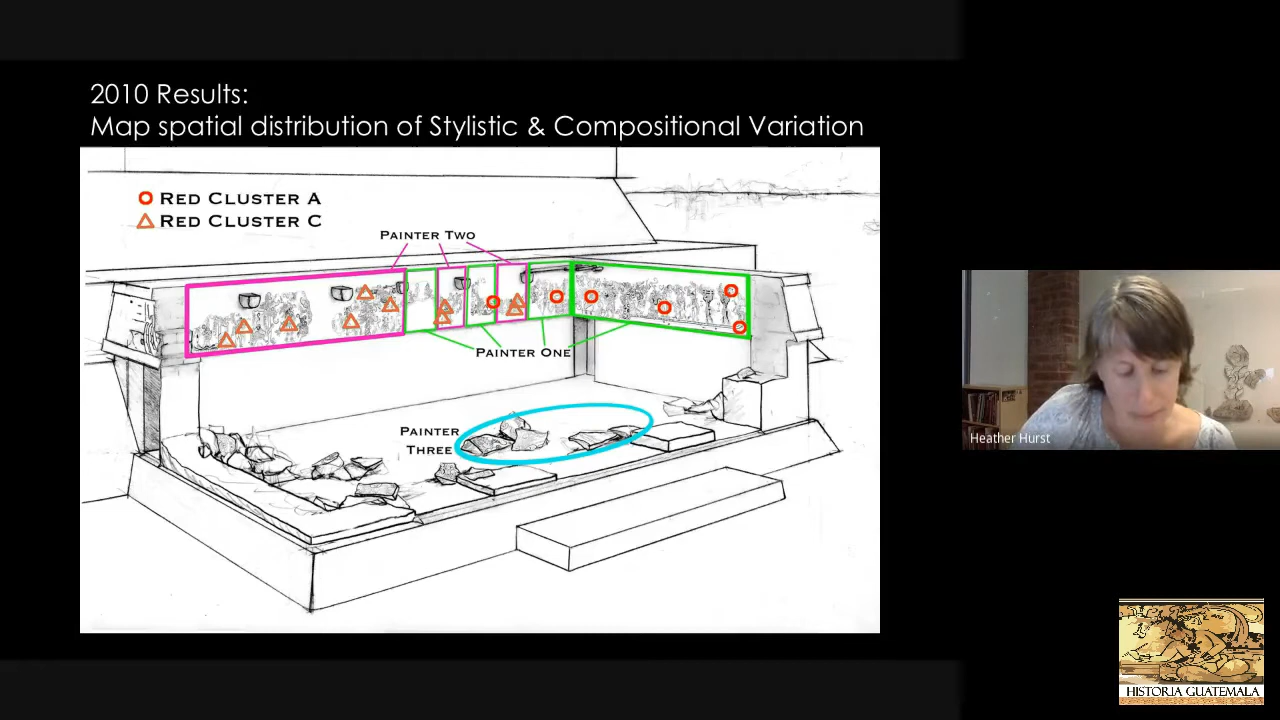 2010 Results:
Map spatial distribution of Stylistic & Compositional Variation
Red Cluster A
Red Cluster C
Painter Two
Painter One
Painter
Three
Heather Hurst
HISTORIA GUATEMALA